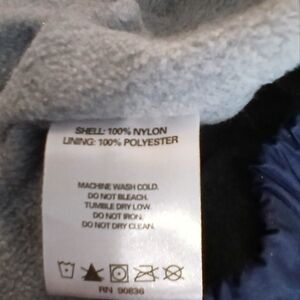 SHELL: 100% NYLON
LINING: 100% POLYESTER
MACHINE WASH COLD.
DO NOT BLEACH.
TUMBLE DRY LOW.
DO NOT IRON.
DO NOT DRY CLEAN.
RN 90836